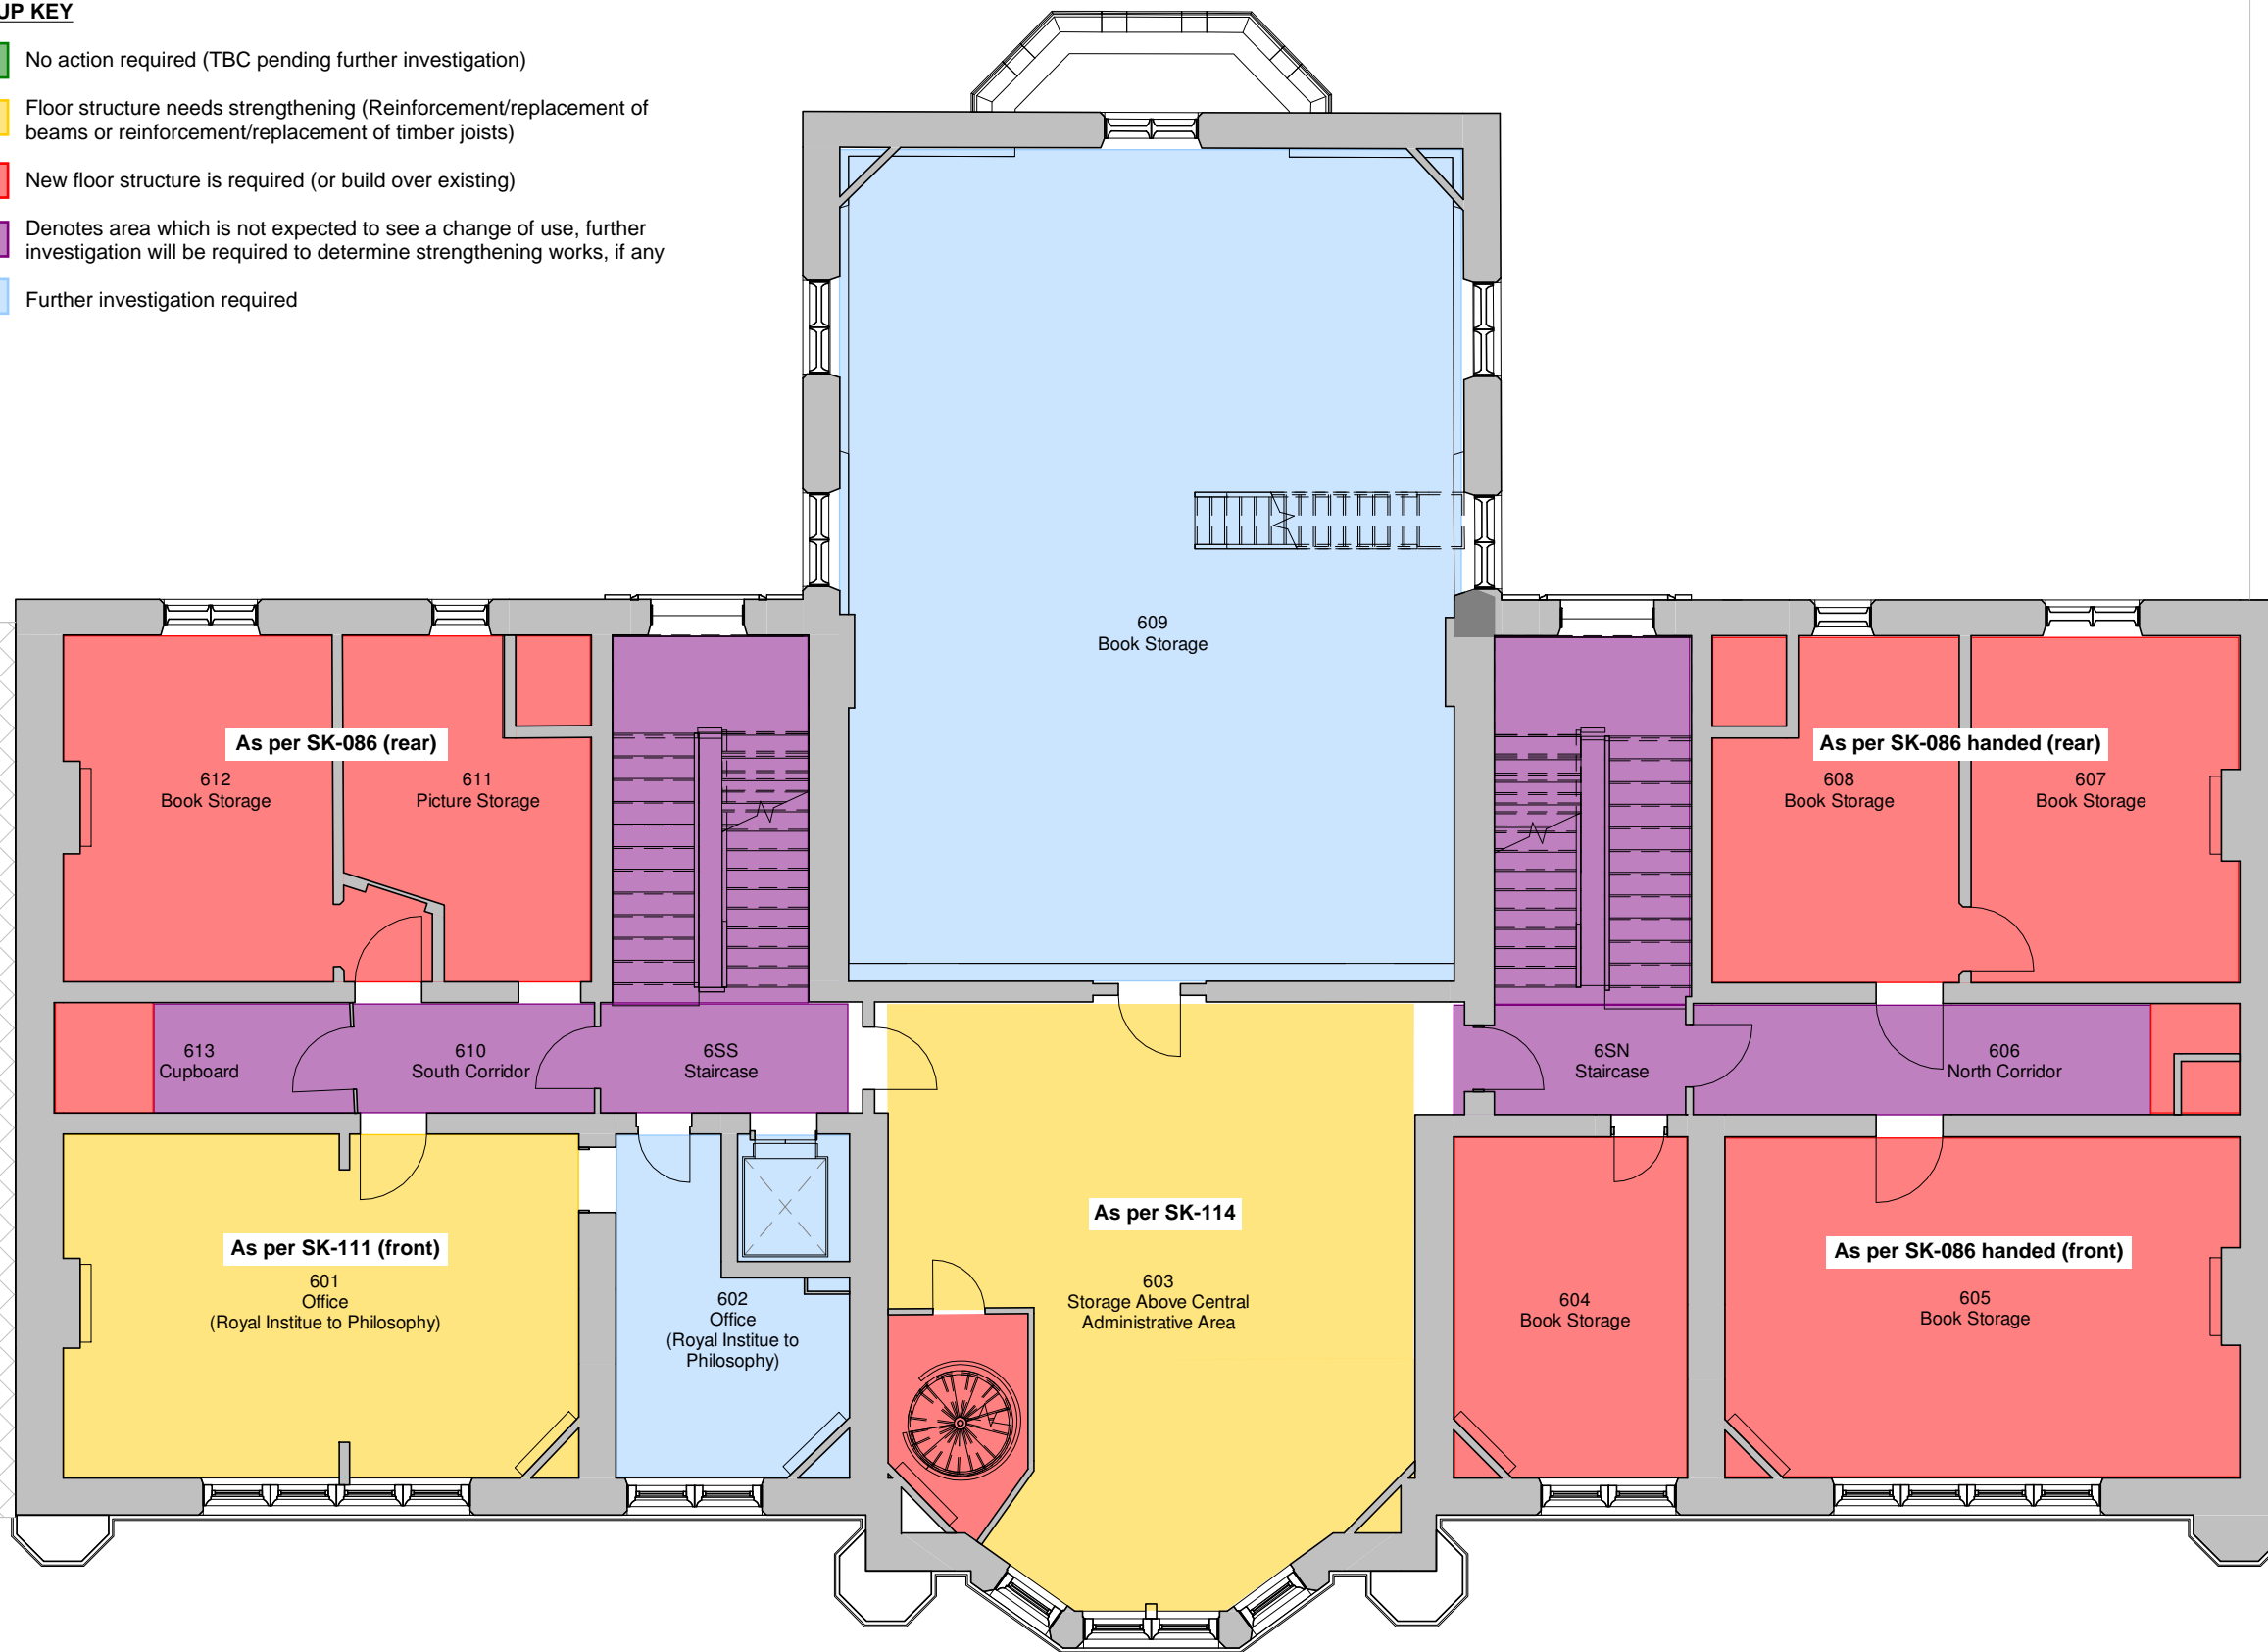 UP KEY
No action required (TBC pending further investigation)
Floor structure needs strengthening (Reinforcement/replacement of
beams or reinforcement/replacement of timber joists)
New floor structure is required (or build over existing)
Denotes area which is not expected to see a change of use, further
investigation will be required to determine strengthening works, if any
Further investigation required
609
Book Storage
As per SK-086 (rear)
612
Book Storage
611
Picture Storage
As per SK-086 handed (rear)
608
Book Storage
607
Book Storage
613
Cupboard
610
South Corridor
6SS
Staircase
6SN
Staircase
606
North Corridor
As per SK-111 (front)
601
Office
(Royal Institue to Philosophy)
602
Office
(Royal Institue to
Philosophy)
As per SK-114
603
Storage Above Central
Administrative Area
604
Book Storage
As per SK-086 handed (front)
605
Book Storage